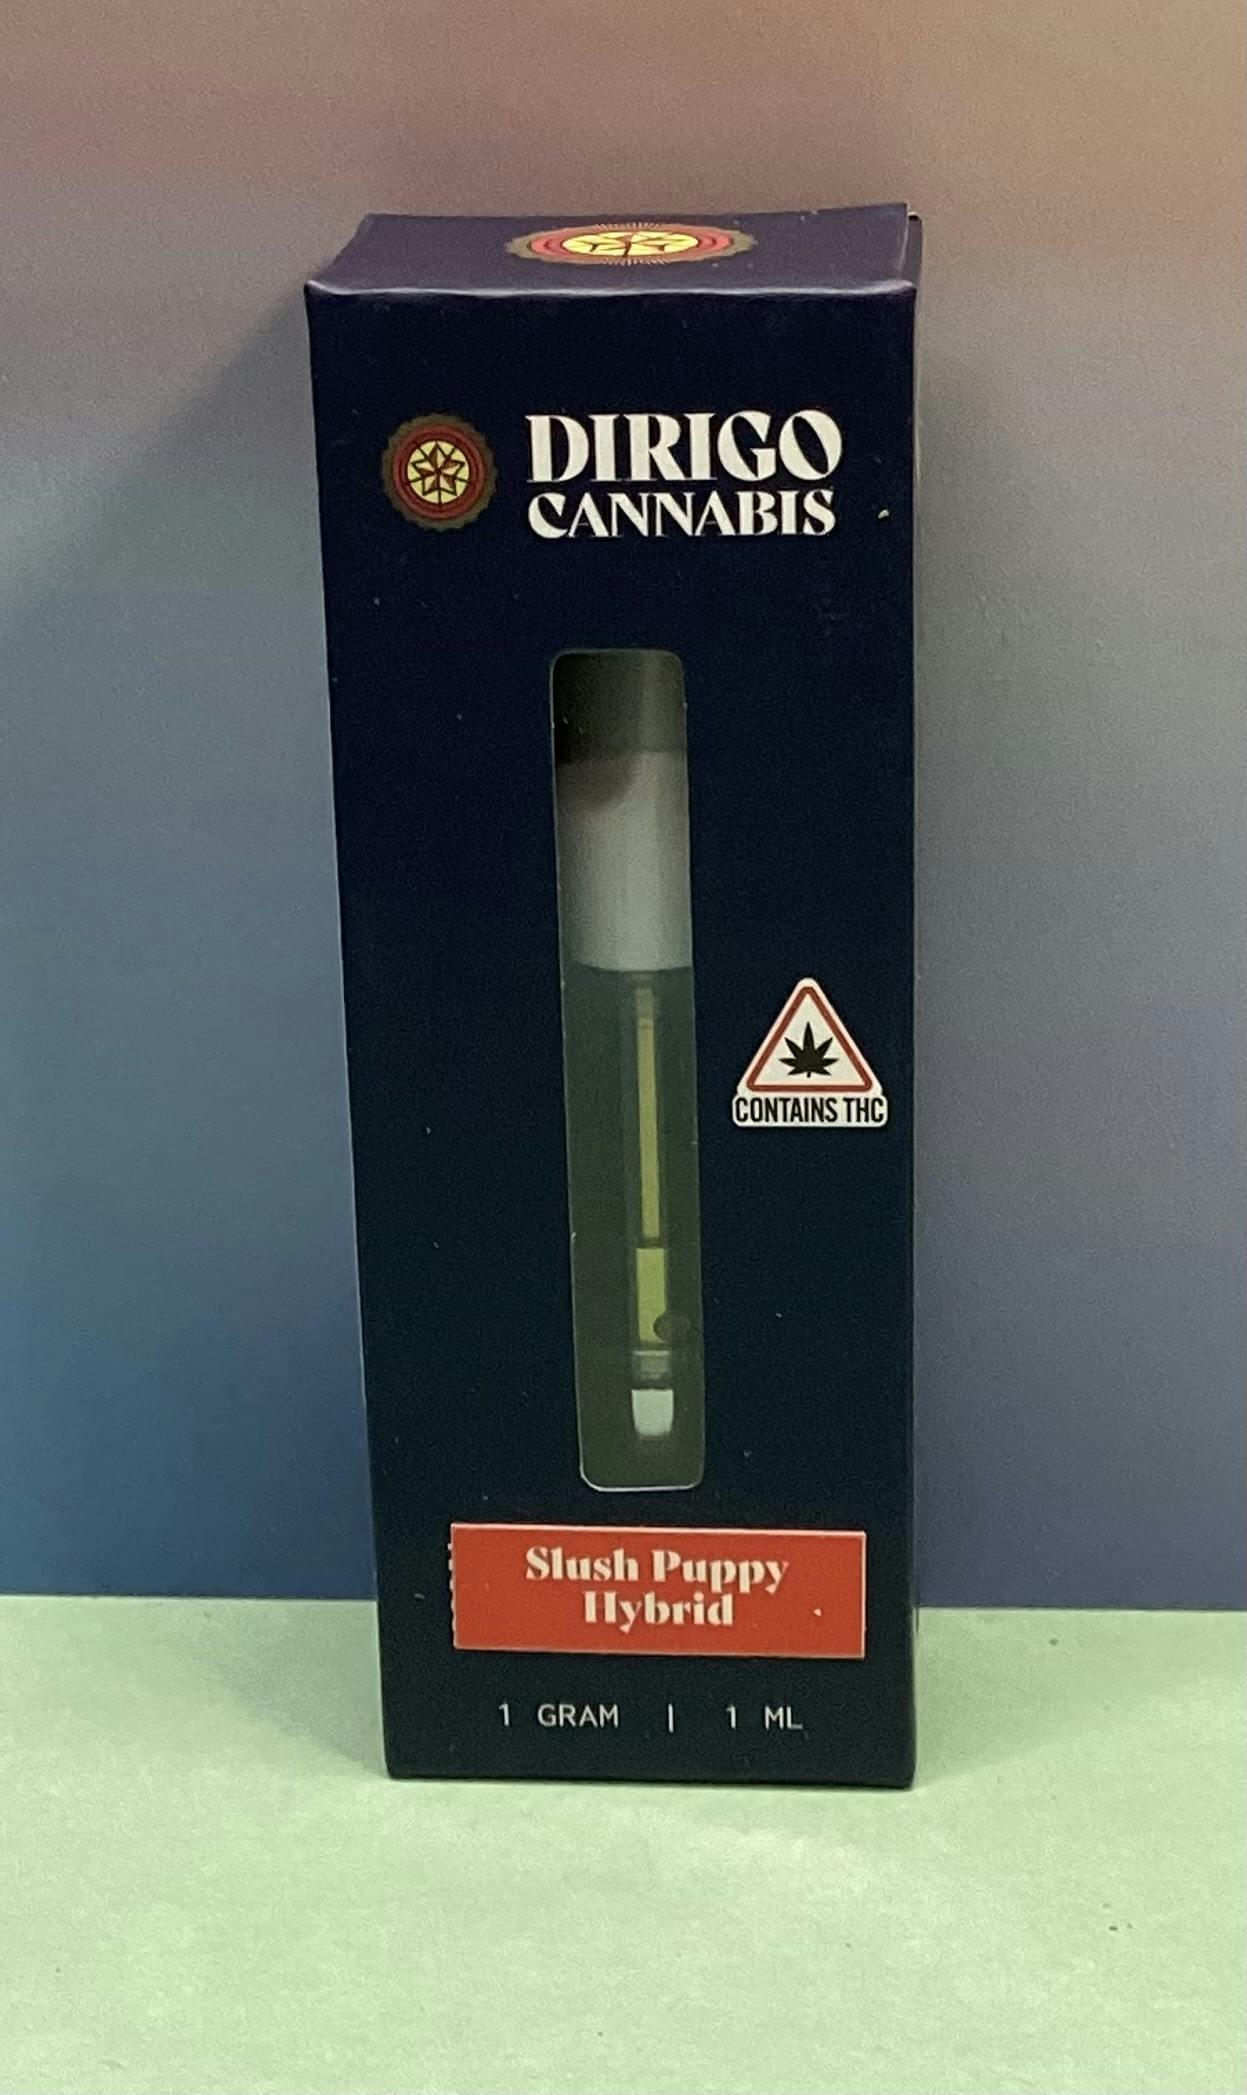 DIRIGO
CANNABIS
CONTAINS THC
Slush Puppy
Hybrid
1 GRAM | 1 ML